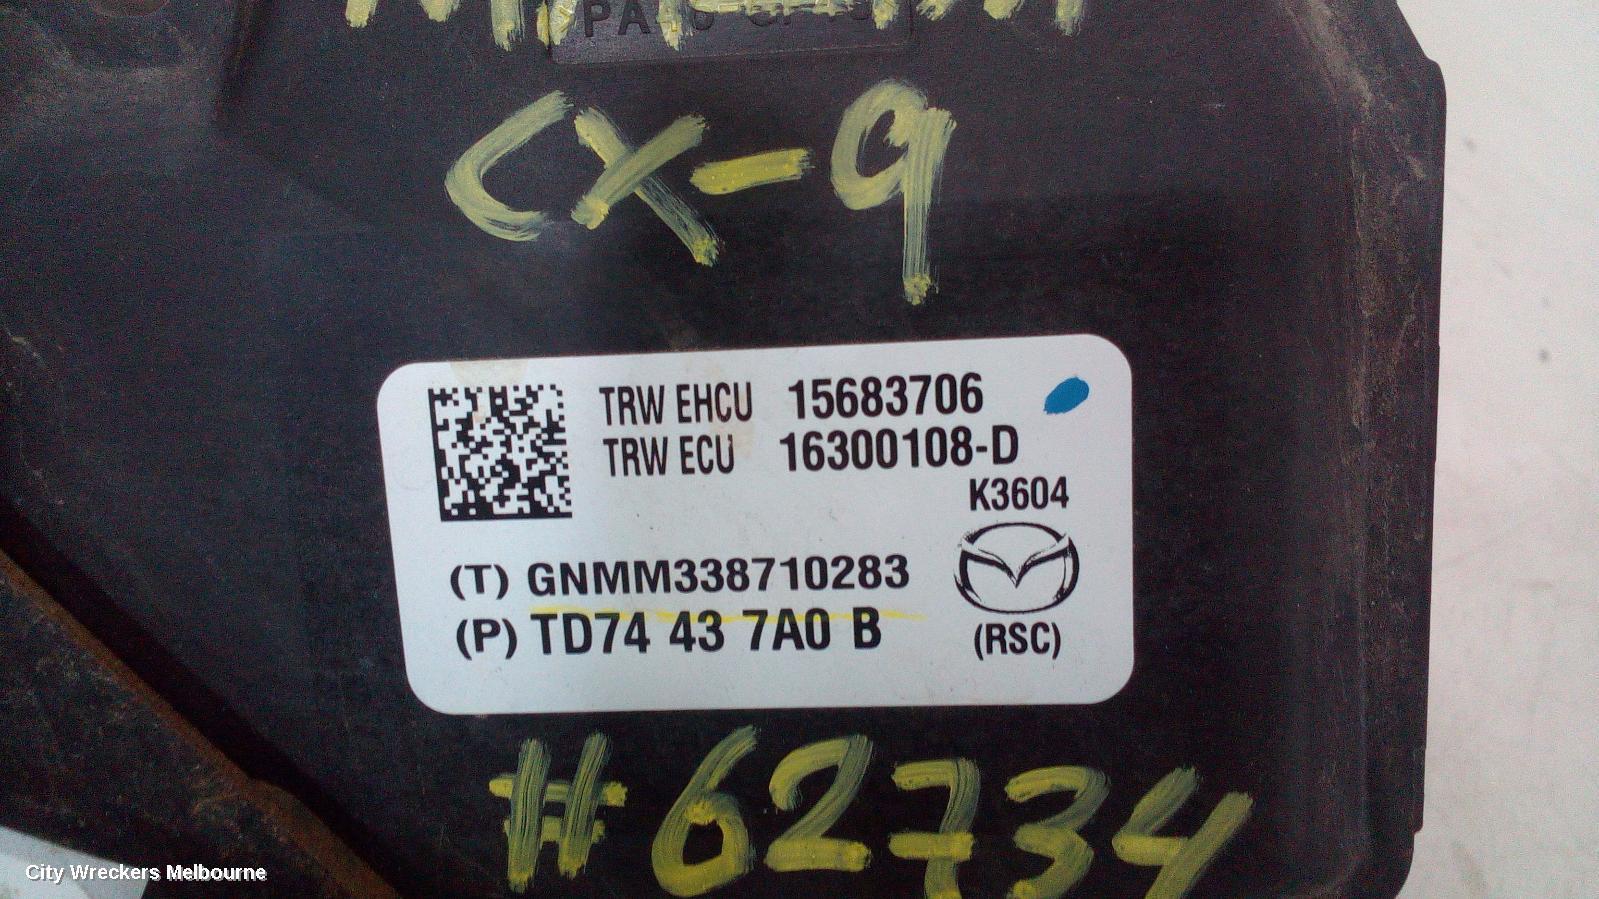 CX-9
TRW EHCU 15683706
TRW ECU 16300108-D
K3604
(T) GNMM338710283
(P) TD74 43 7A0 B
(RSC)
#62734
City Wreckers Melbourne